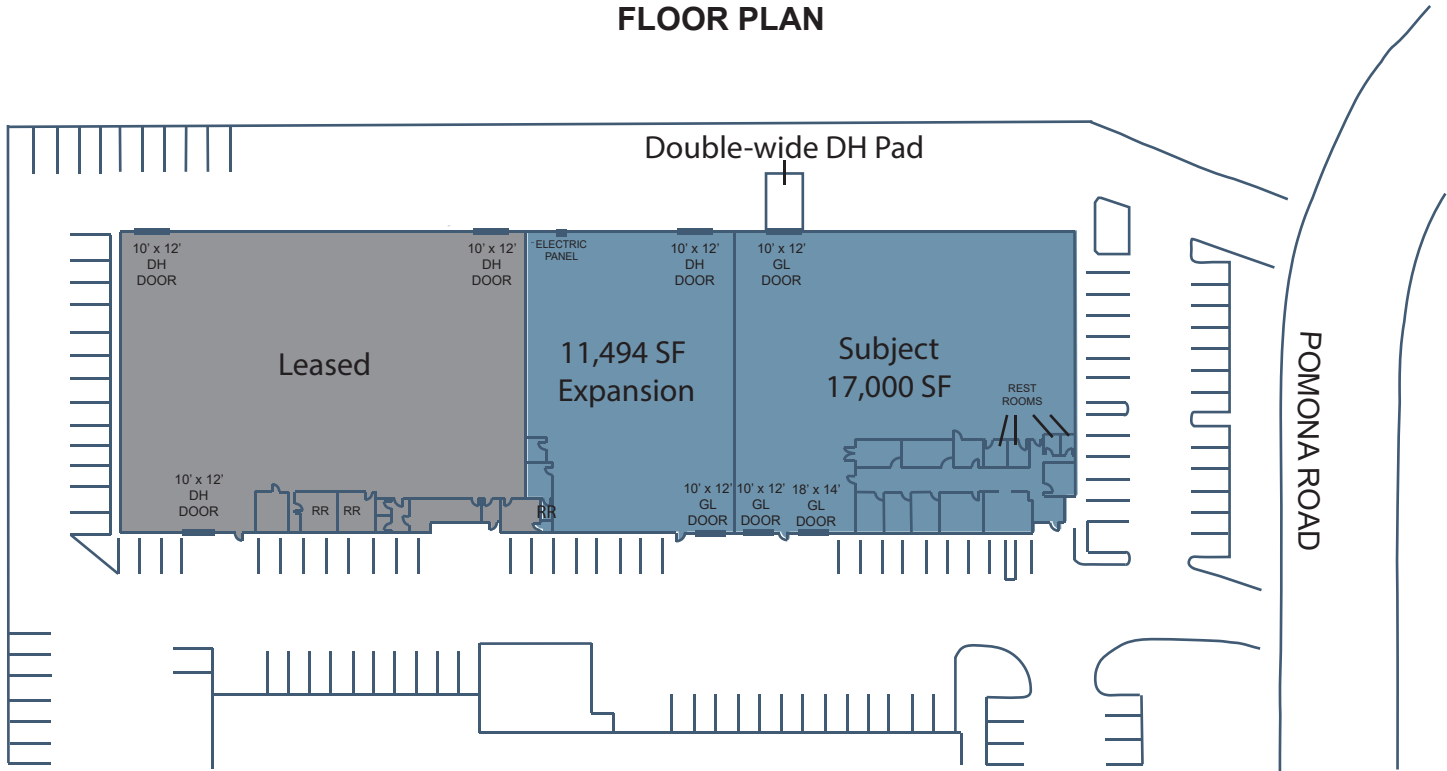 FLOOR PLAN
Double-wide DH Pad
10' x 12'
DH
DOOR
10' x 12'
DH
DOOR
ELECTRIC
PANEL
10' x 12'
DH
DOOR
10' x 12'
GL
DOOR
Leased
11,494 SF
Expansion
Subject
17,000 SF
REST
ROOMS
POMONA ROAD
10' x 12'
DH
DOOR
RR
RR
RR
10' x 12'
GL
DOOR
10' x 12'
GL
DOOR
18' x 14'
GL
DOOR